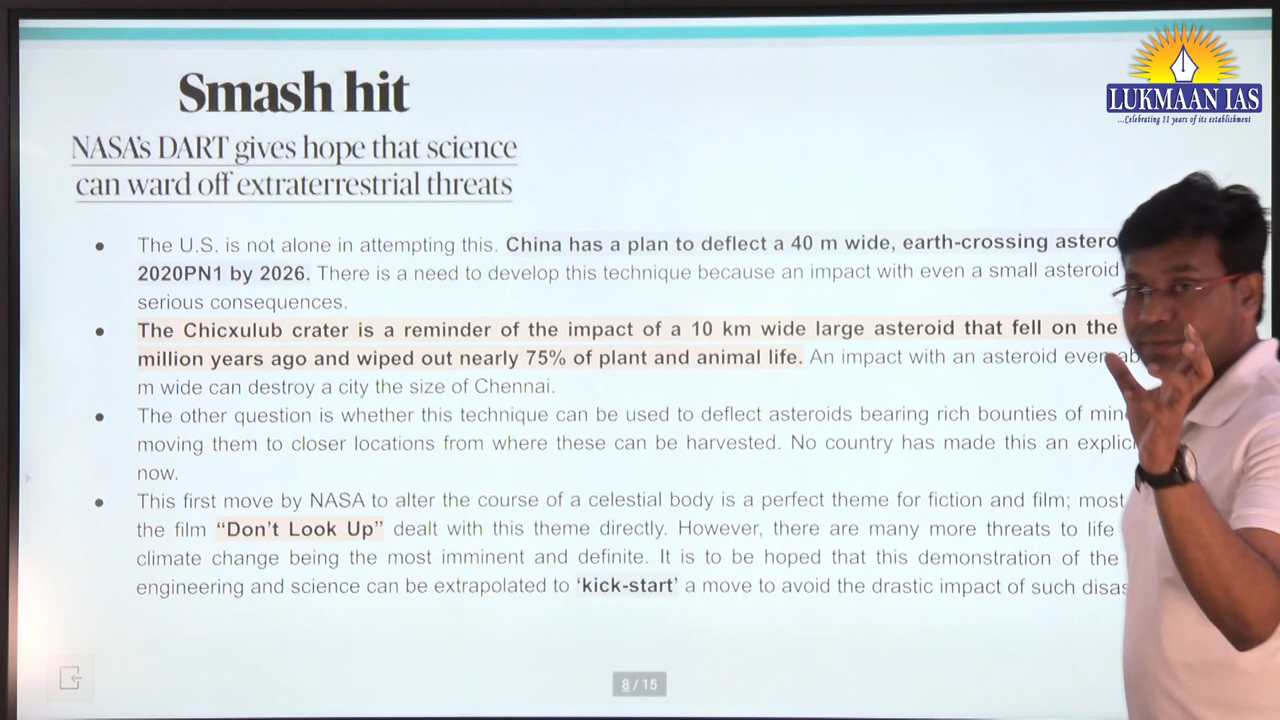 LUKMAAN IAS
...Celebrating 11 years of its establishment
Smash hit
NASA's DART gives hope that science
can ward off extraterrestrial threats
• The U.S. is not alone in attempting this. China has a plan to deflect a 40 m wide, earth-crossing
2020PN1 by 2026. There is a need to develop this technique because an impact with even a small asteroid
serious consequences.
• The Chicxulub crater is a reminder of the impact of a 10 km wide large asteroid that fell on the
million years ago and wiped out nearly 75% of plant and animal life. An impact with an asteroid even
m wide can destroy a city the size of Chennai.
• The other question is whether this technique can be used to deflect asteroids bearing rich bounties of
moving them to closer locations from where these can be harvested. No country has made this an
now.
• This first move by NASA to alter the course of a celestial body is a perfect theme for fiction and film; most
the film “Don't Look Up” dealt with this theme directly. However, there are many more threats to life
climate change being the most imminent and definite. It is to be hoped that this demonstration of the
engineering and science can be extrapolated to ‘kick-start’ a move to avoid the drastic impact of such
8 / 15